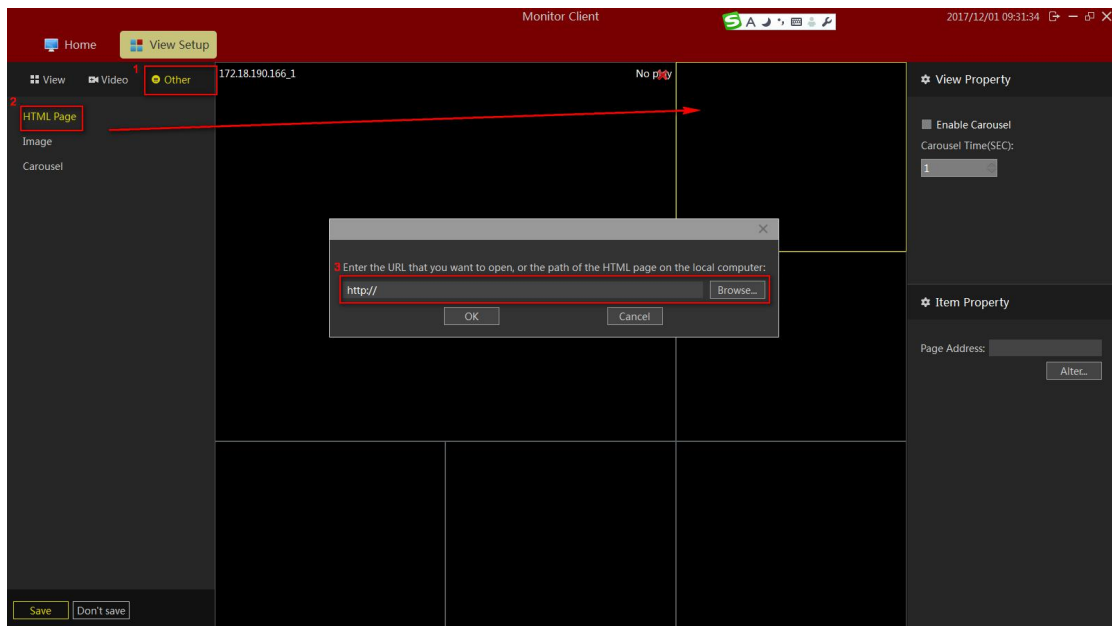 Monitor Client
2017/12/01 09:31:34
Home
View Setup
View
Video
1
Other
172.18.190.166_1
View Property
2
HTML Page
Image
Carousel
Enable Carousel
Carousel Time(SEC):
1
3 Enter the URL that you want to open, or the path of the HTML page on the local computer:
http://
Browse...
OK
Cancel
Item Property
Page Address:
Alter...
Save
Don't save